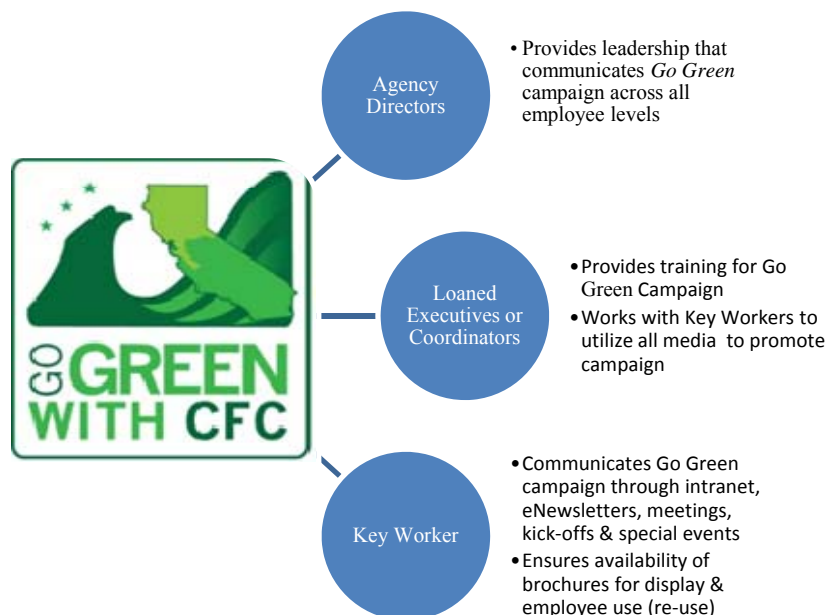 Agency
Directors
• Provides leadership that
communicates Go Green
campaign across all
employee levels
GO
GREEN
WITH CFC
Loaned
Executives or
Coordinators
•Provides training for Go
Green Campaign
•Works with Key Workers to
utilize all media to promote
campaign
Key Worker
•Communicates Go Green
campaign through intranet,
eNewsletters, meetings,
kick-offs & special events
•Ensures availability of
brochures for display &
employee use (re-use)